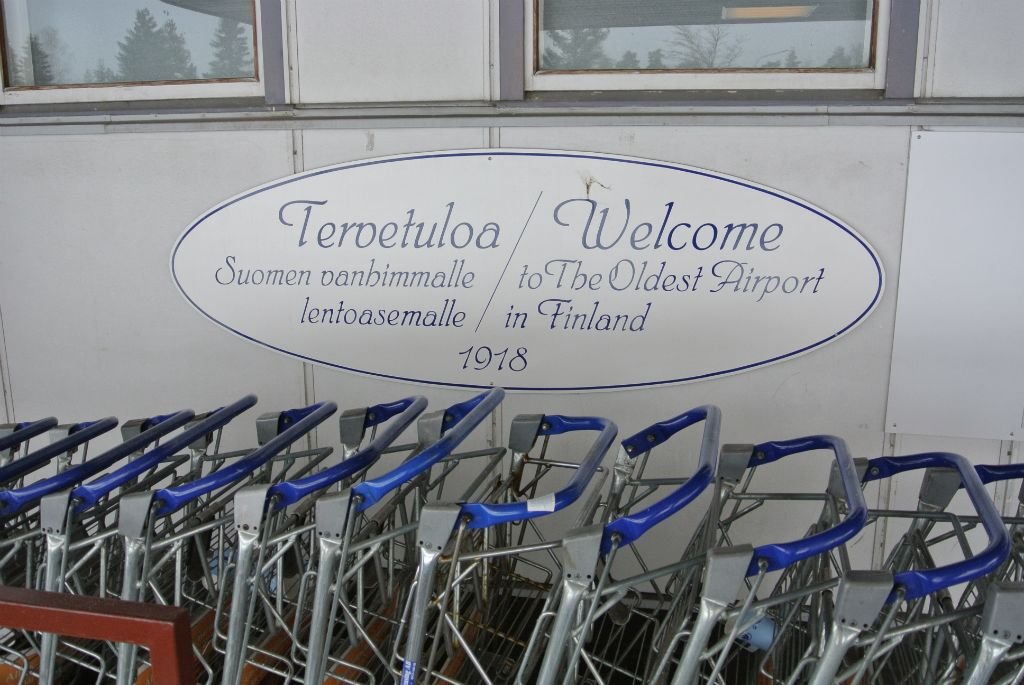 Tervetuloa / Welcome
Suomen vanhimmalle / to The Oldest Airport
lentoasemalle / in Finland
1918